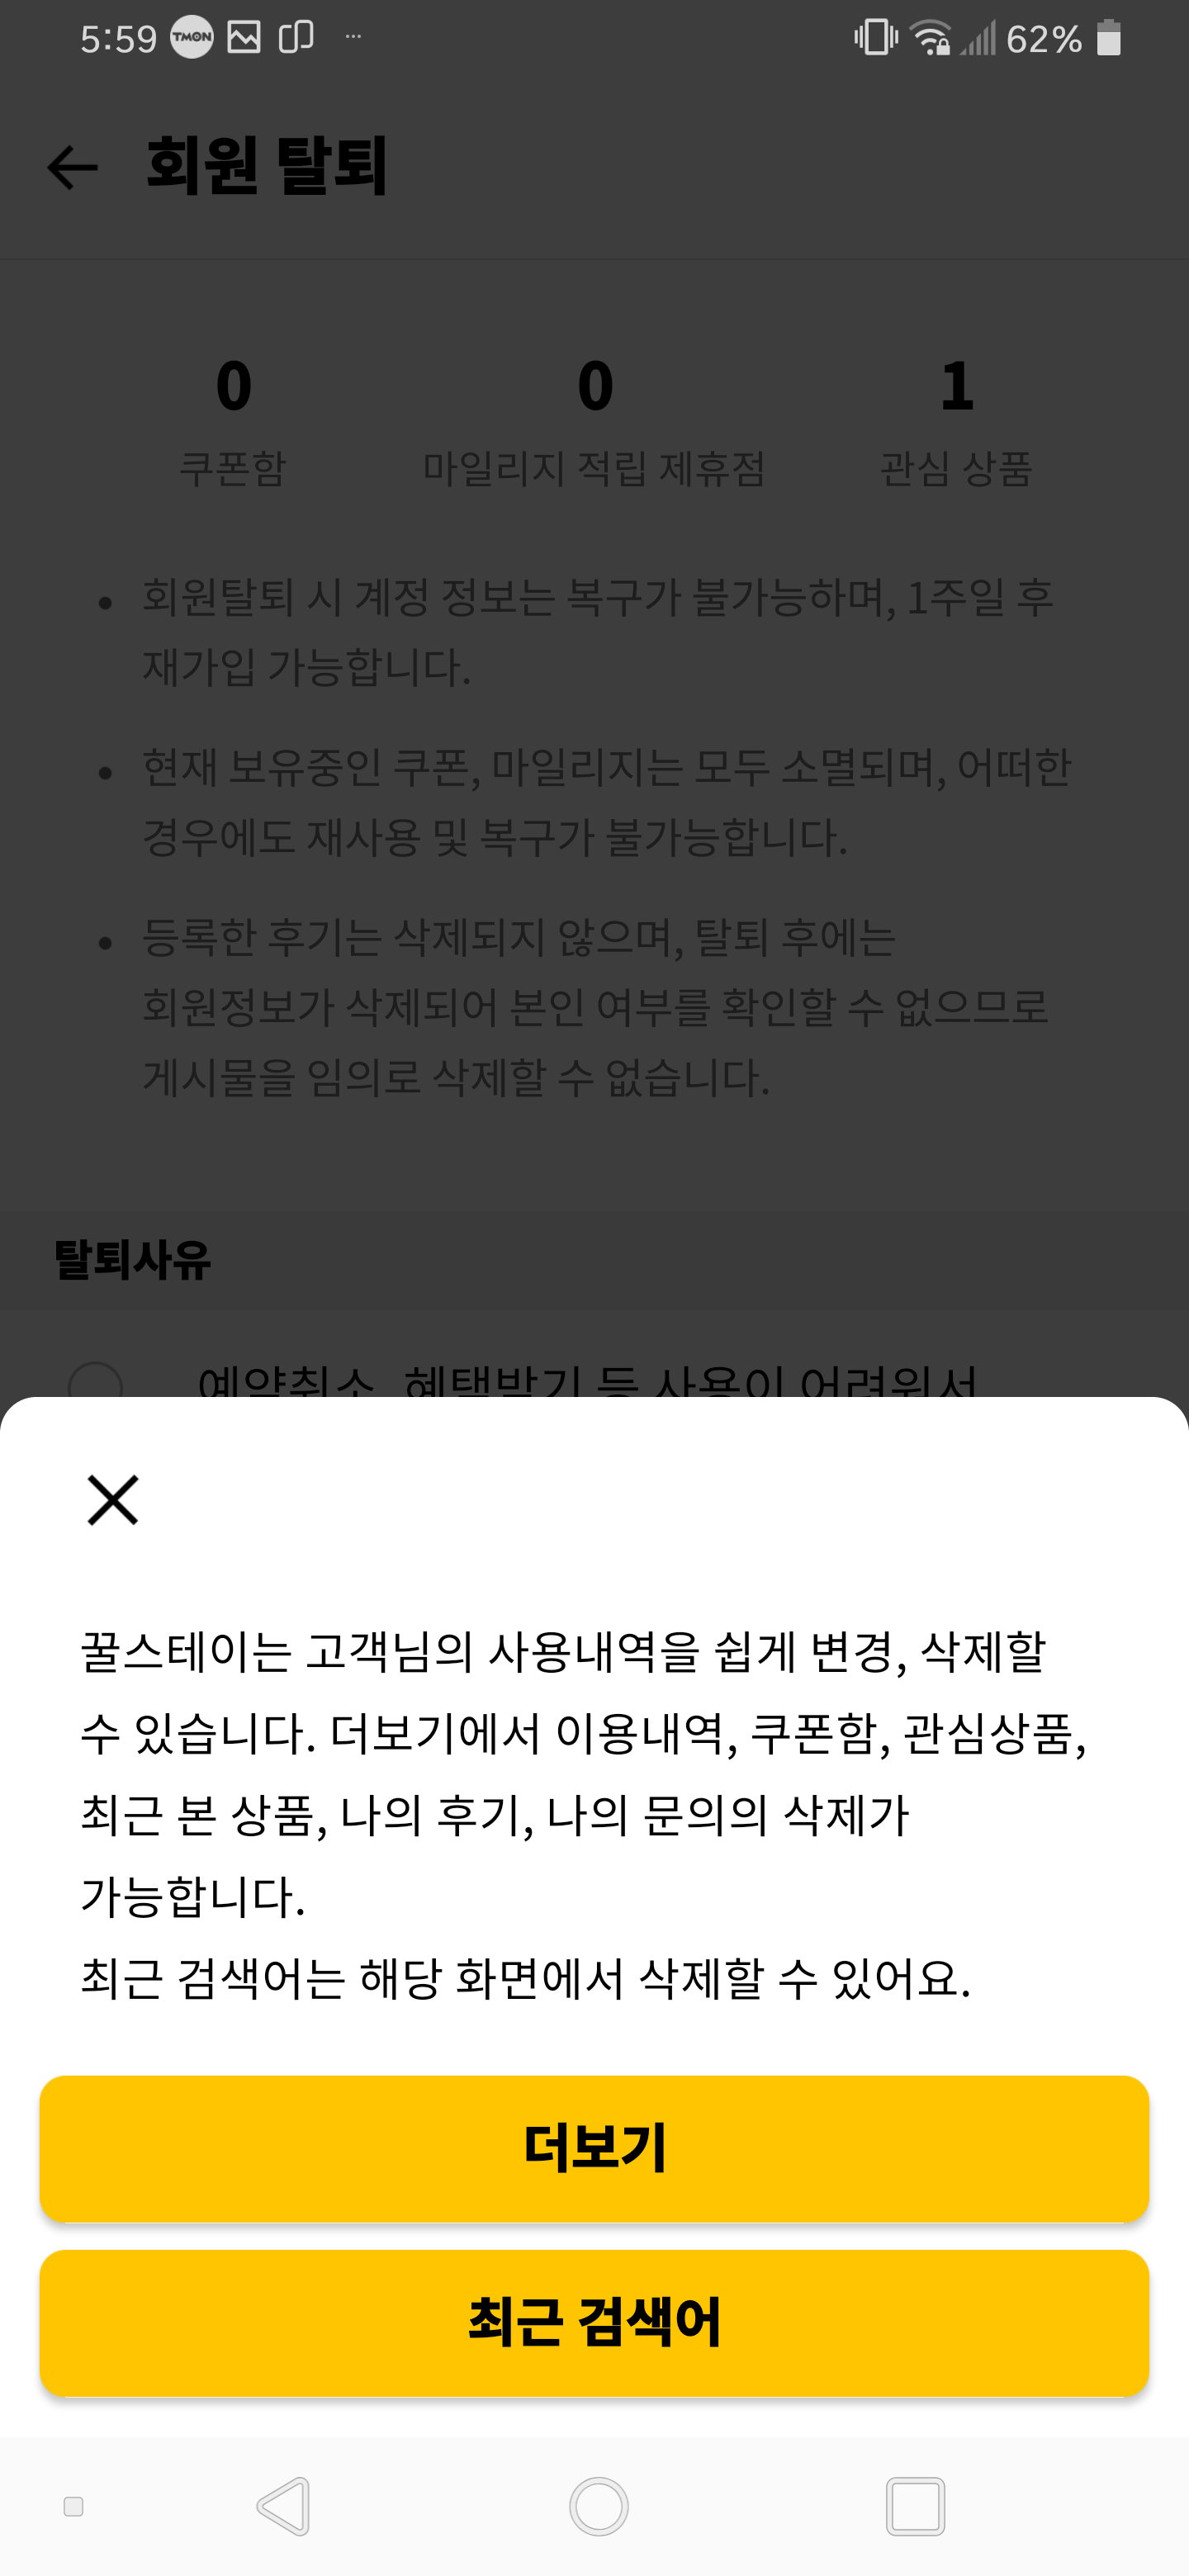 5:59 TMON ... 62%
회원 탈퇴
0 0 1
쿠폰함 마일리지 적립 제휴점 관심 상품
• 회원탈퇴 시 계정 정보는 복구가 불가능하며, 1주일 후
재가입 가능합니다.
• 현재 보유중인 쿠폰, 마일리지는 모두 소멸되며, 어떠한
경우에도 재사용 및 복구가 불가능합니다.
• 등록한 후기는 삭제되지 않으며, 탈퇴 후에는
회원정보가 삭제되어 본인 여부를 확인할 수 없으므로
게시물을 임의로 삭제할 수 없습니다.
탈퇴사유
예약취소, 혜택받기 등 사용이 어려워서
꿀스테이는 고객님의 사용내역을 쉽게 변경, 삭제할
수 있습니다. 더보기에서 이용내역, 쿠폰함, 관심상품,
최근 본 상품, 나의 후기, 나의 문의의 삭제가
가능합니다.
최근 검색어는 해당 화면에서 삭제할 수 있어요.
더보기
최근 검색어